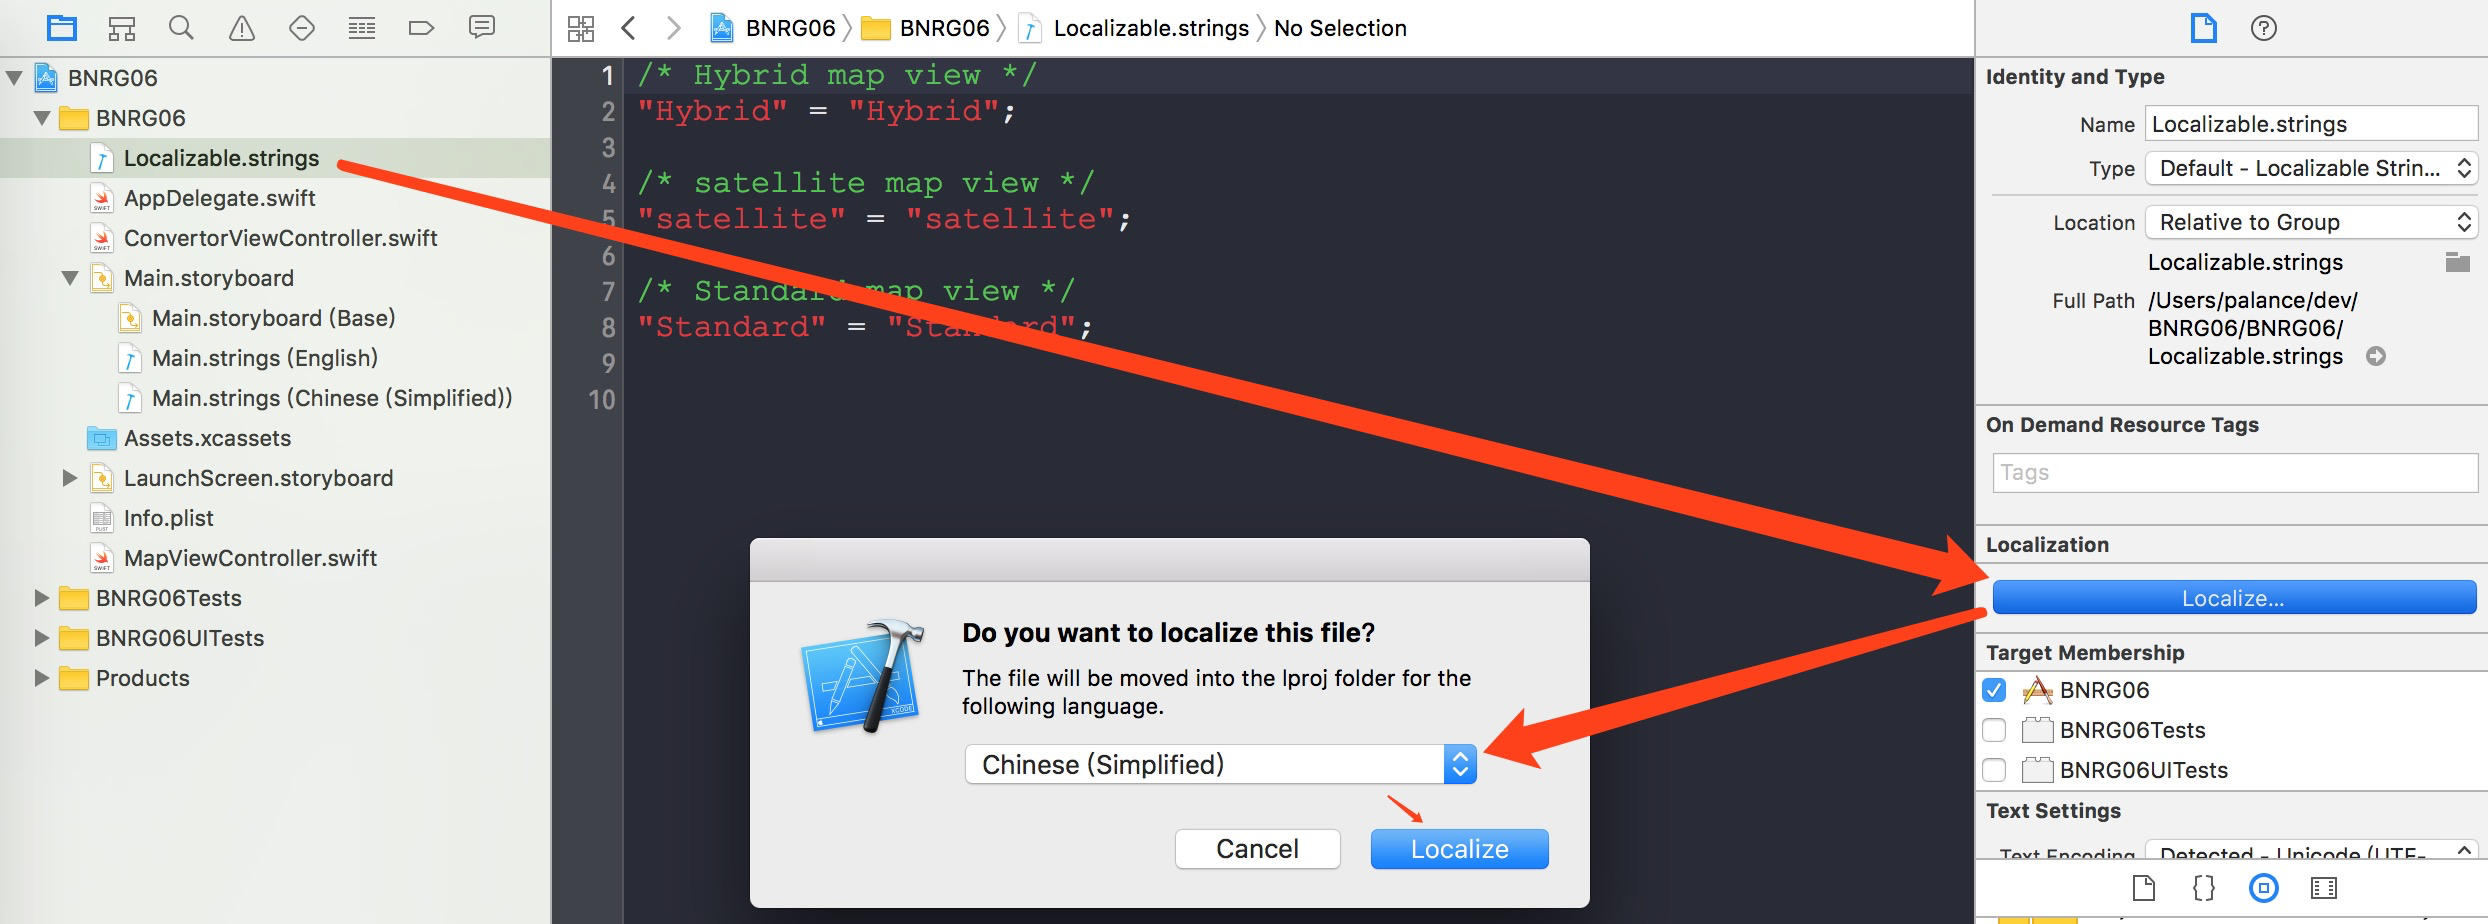 BNRG06
BNRG06
Localizable.strings
AppDelegate.swift
ConvertorViewController.swift
Main.storyboard
Main.storyboard (Base)
Main.strings (English)
Main.strings (Chinese (Simplified))
Assets.xcassets
LaunchScreen.storyboard
Info.plist
MapViewController.swift
BNRG06Tests
BNRG06UITests
Products
BNRG06 〉 BNRG06 〉 Localizable.strings 〉 No Selection
1 /* Hybrid map view */
2 "Hybrid" = "Hybrid";
3
4 /* satellite map view */
5 "satellite" = "satellite";
6
7 /* Standard map view */
8 "Standard" = "Standard";
9
10
Do you want to localize this file?
The file will be moved into the lproj folder for the
following language.
Chinese (Simplified)
Cancel Localize
Identity and Type
Name Localizable.strings
Type Default - Localizable Strin...
Location Relative to Group
Localizable.strings
Full Path /Users/palance/dev/
BNRG06/BNRG06/
Localizable.strings
On Demand Resource Tags
Tags
Localization
Localize...
Target Membership
BNRG06
BNRG06Tests
BNRG06UITests
Text Settings
Text Encoding Detected - Unicode (UTF-